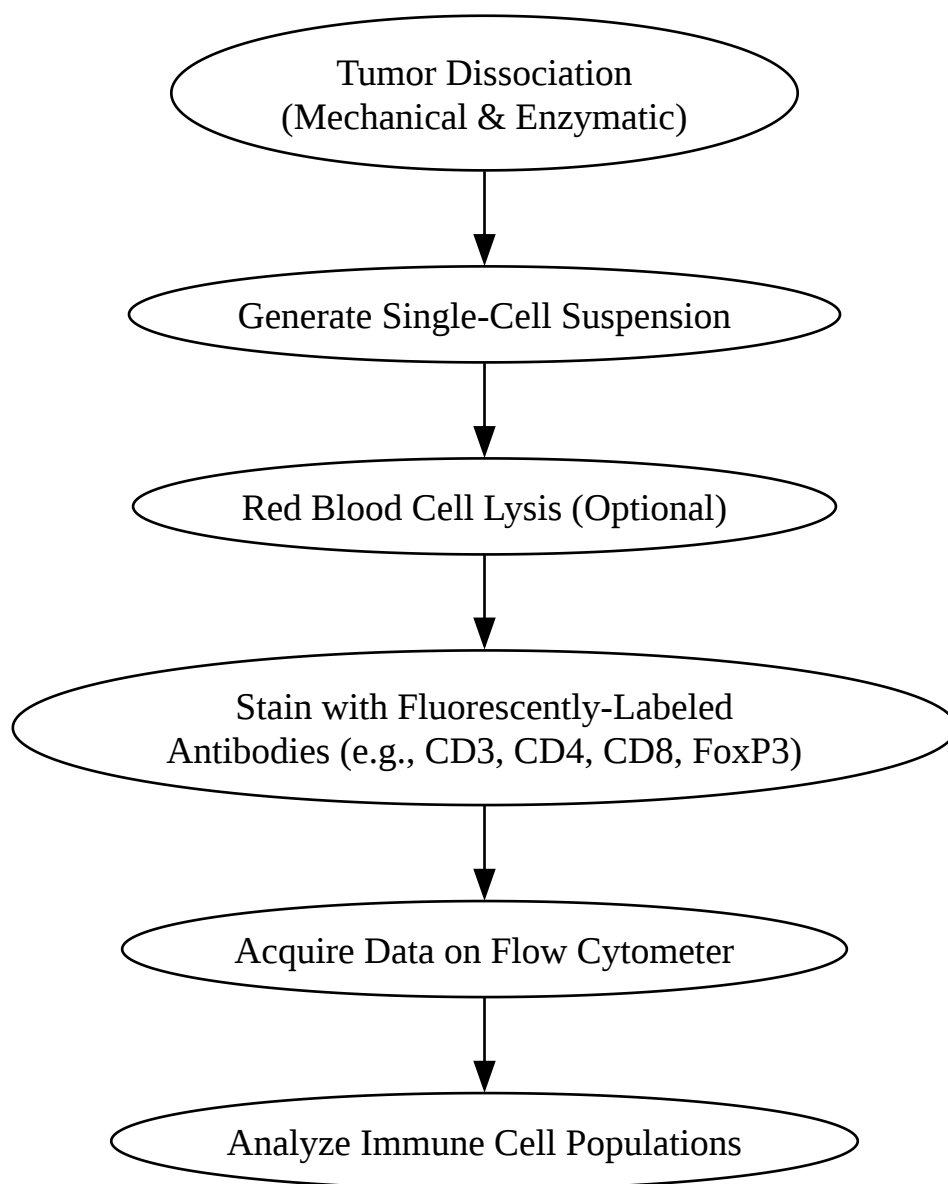 Tumor Dissociation
(Mechanical & Enzymatic)
Generate Single-Cell Suspension
Red Blood Cell Lysis (Optional)
Stain with Fluorescently-Labeled
Antibodies (e.g., CD3, CD4, CD8, FoxP3)
Acquire Data on Flow Cytometer
Analyze Immune Cell Populations